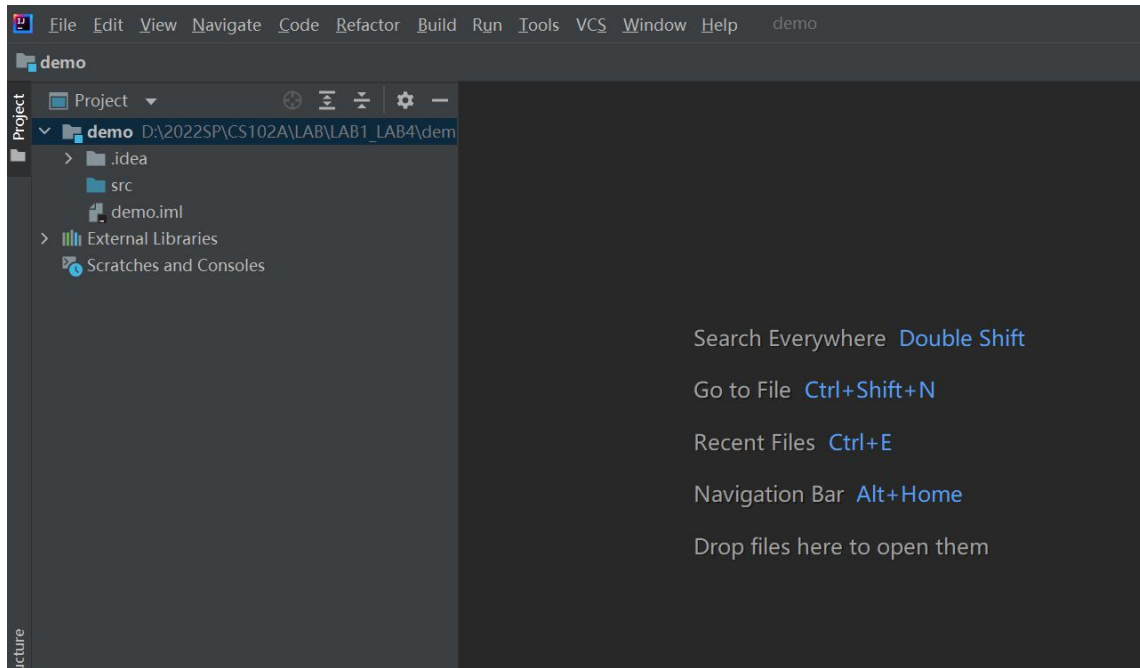 File Edit View Navigate Code Refactor Build Run Tools VCS Window Help demo
demo
Project
Project
demo D:\2022SP\CS102A\LAB\LAB1_LAB4\dem
.idea
src
demo.iml
External Libraries
Scratches and Consoles
Search Everywhere Double Shift
Go to File Ctrl+Shift+N
Recent Files Ctrl+E
Navigation Bar Alt+Home
Drop files here to open them
ucture